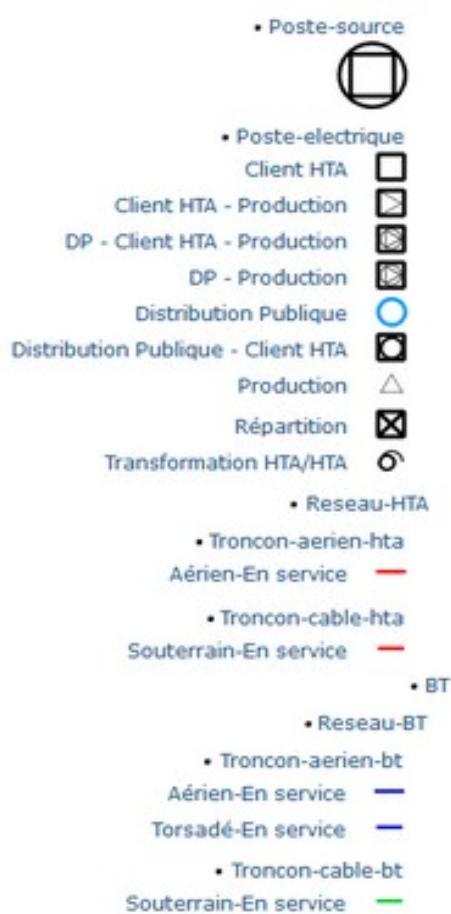 • Poste-source
• Poste-electrique
Client HTA
Client HTA - Production
DP - Client HTA - Production
DP - Production
Distribution Publique
Distribution Publique - Client HTA
Production
Répartition
Transformation HTA/HTA
• Reseau-HTA
• Troncon-aerien-hta
Aérien-En service
• Troncon-cable-hta
Souterrain-En service
• BT
• Reseau-BT
• Troncon-aerien-bt
Aérien-En service
Torsadé-En service
• Troncon-cable-bt
Souterrain-En service